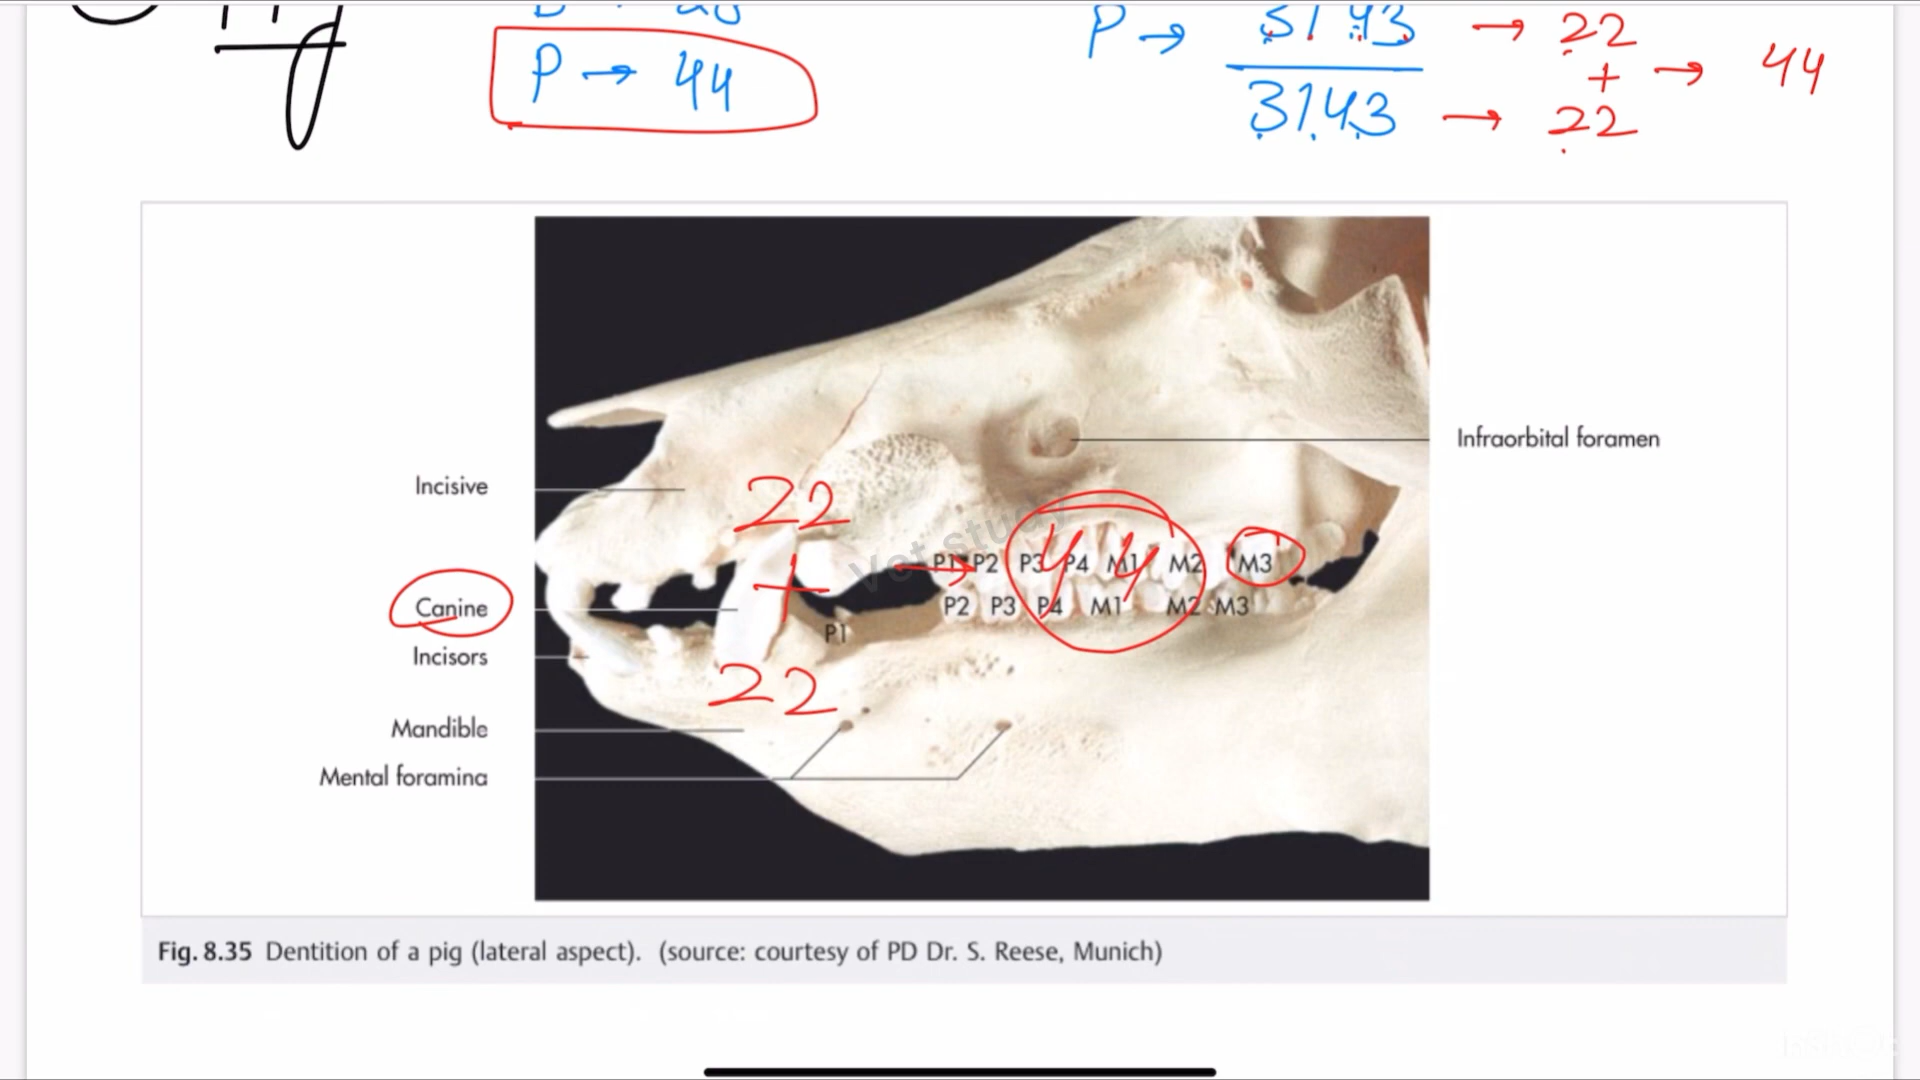 P → 3143 → 22
+ → 44
P → 44
3143 → 22
Infraorbital foramen
Incisive
22
+
22
44
P1 P2 P3 P4 M1 M2 M3
Canine
P2 P3 P4 M1 M2 M3
P1
Incisors
Mandible
Mental foramina
Vet study
Fig. 8.35 Dentition of a pig (lateral aspect). (source: courtesy of PD Dr. S. Reese, Munich)